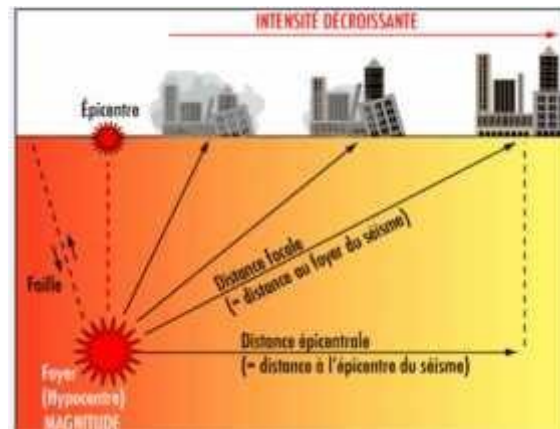 INTENSITÉ DÉCROISSANTE
Épicentre
Faille
Distance focale
(= distance au foyer du séisme)
Distance épicentrale
(= distance à l'épicentre du séisme)
Foyer
(Hypocentre)
MAGNITUDE